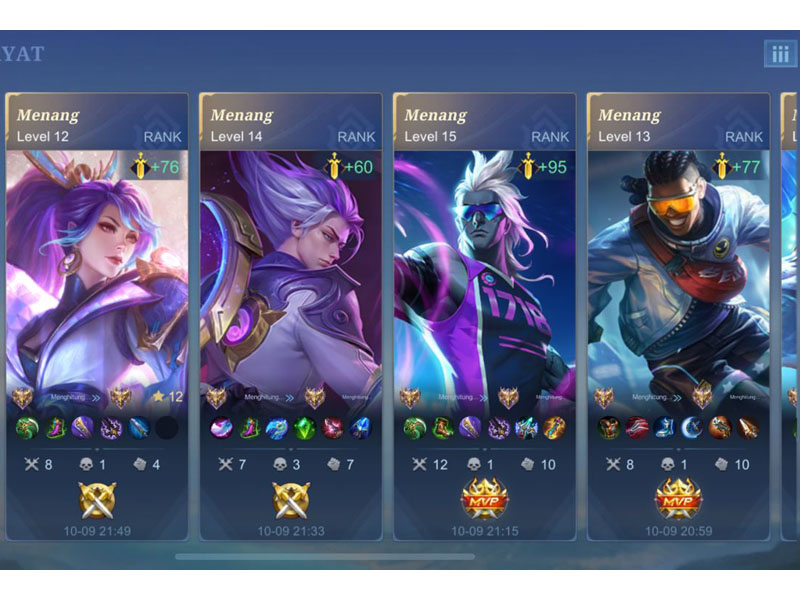 YAT
Menang
Level 12
RANK
+76
Menghitung...
12
8 1 4
10-09 21:49
Menang
Level 14
RANK
+60
Menghitung...
Menghitung...
7 3 7
10-09 21:33
Menang
Level 15
RANK
+95
1718
Menghitung...
Menghitung...
12 1 10
MVP
10-09 21:15
Menang
Level 13
RANK
+77
Menghitung...
Menghitung...
8 1 10
MVP
10-09 20:59